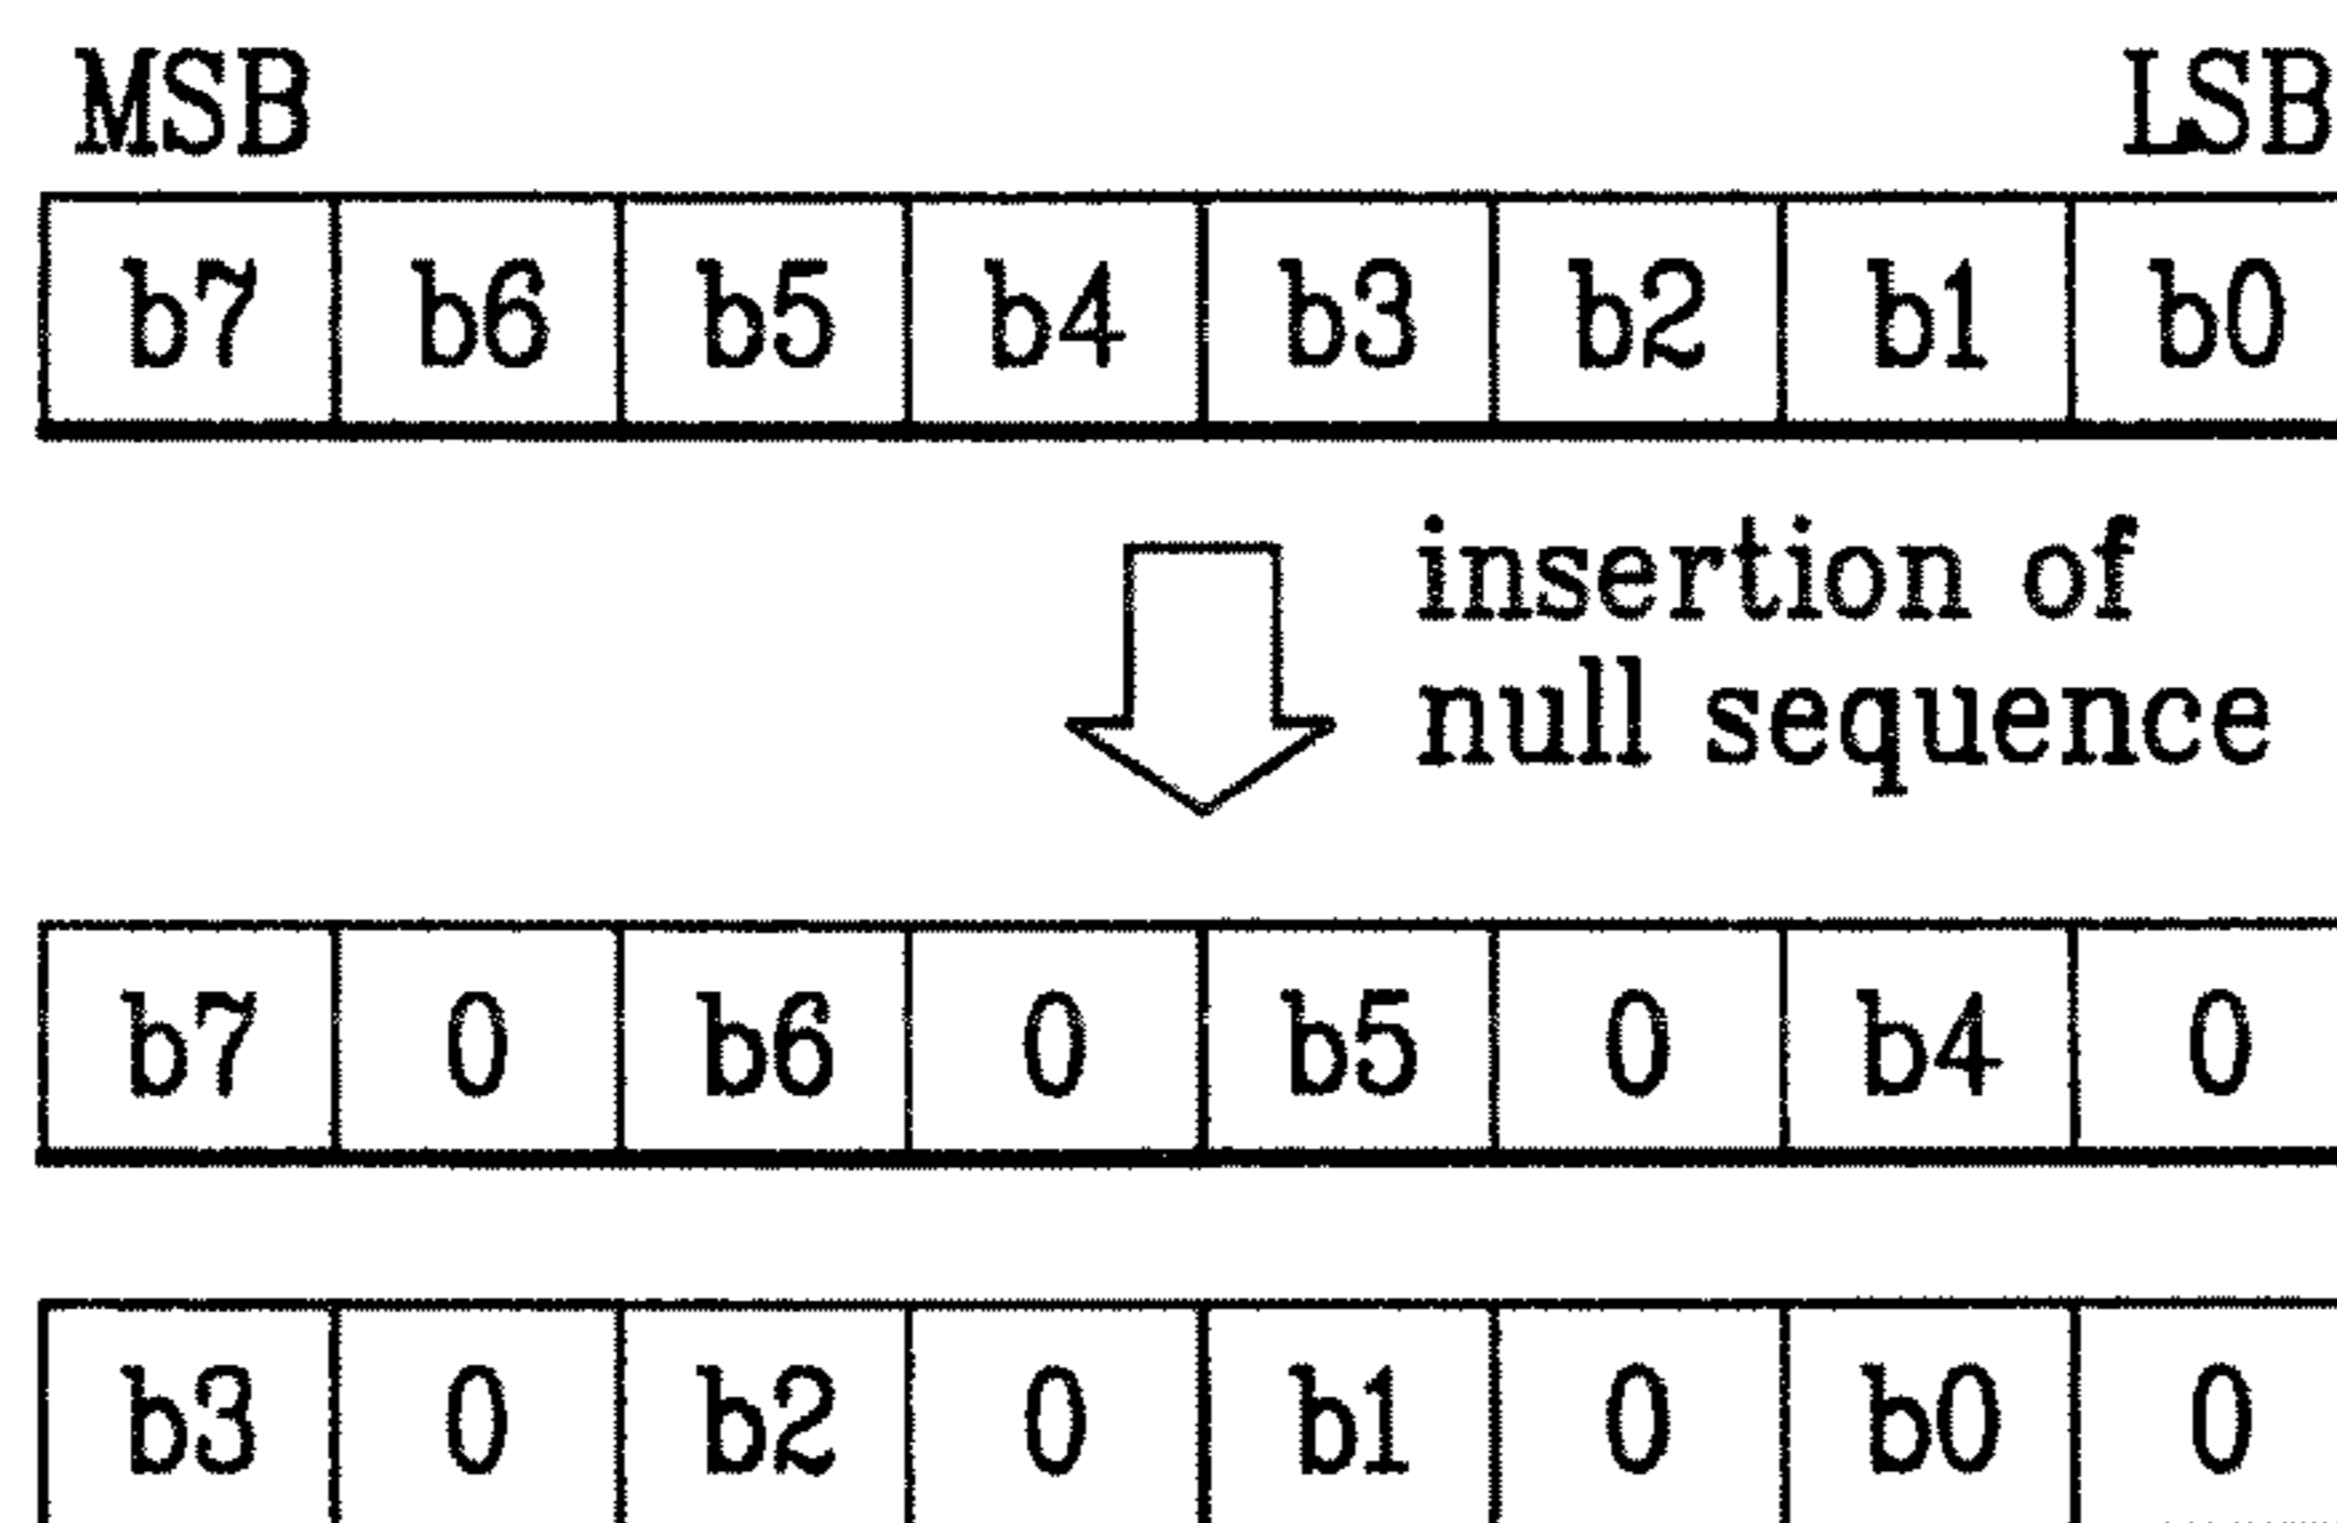 MSB LSB
b7 b6 b5 b4 b3 b2 b1 b0
insertion of
null sequence
b7 0 b6 0 b5 0 b4 0
b3 0 b2 0 b1 0 b0 0